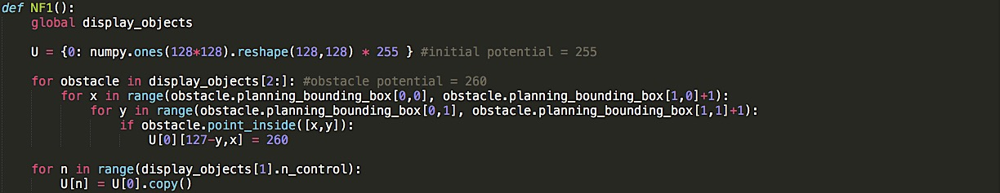 def NF1():
    global display_objects

    U = {0: numpy.ones(128*128).reshape(128,128) * 255 } #initial potential = 255

    for obstacle in display_objects[2:]: #obstacle potential = 260
        for x in range(obstacle.planning_bounding_box[0,0], obstacle.planning_bounding_box[1,0]+1):
            for y in range(obstacle.planning_bounding_box[0,1], obstacle.planning_bounding_box[1,1]+1):
                if obstacle.point_inside([x,y]):
                    U[0][127-y,x] = 260

    for n in range(display_objects[1].n_control):
        U[n] = U[0].copy()